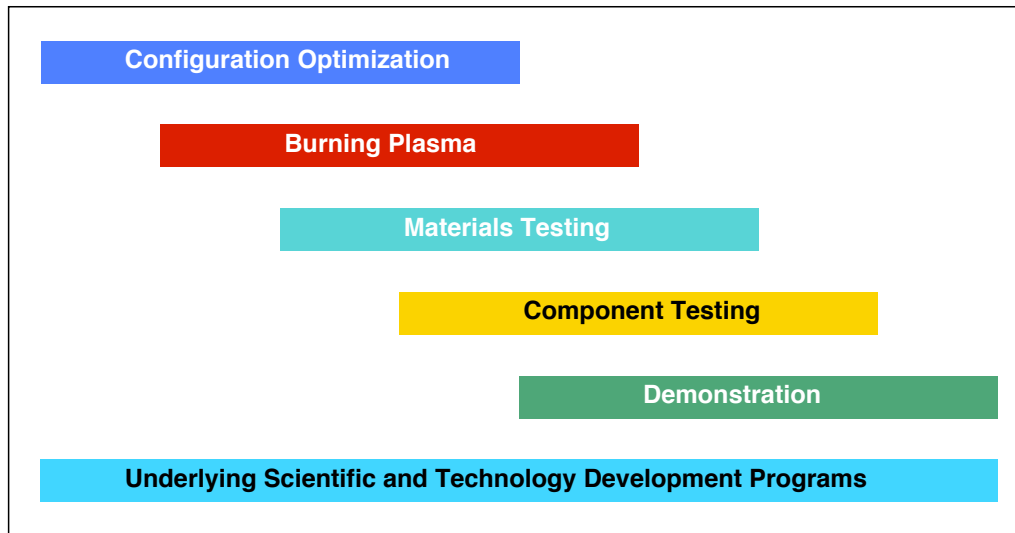 Configuration Optimization
Burning Plasma
Materials Testing
Component Testing
Demonstration
Underlying Scientific and Technology Development Programs